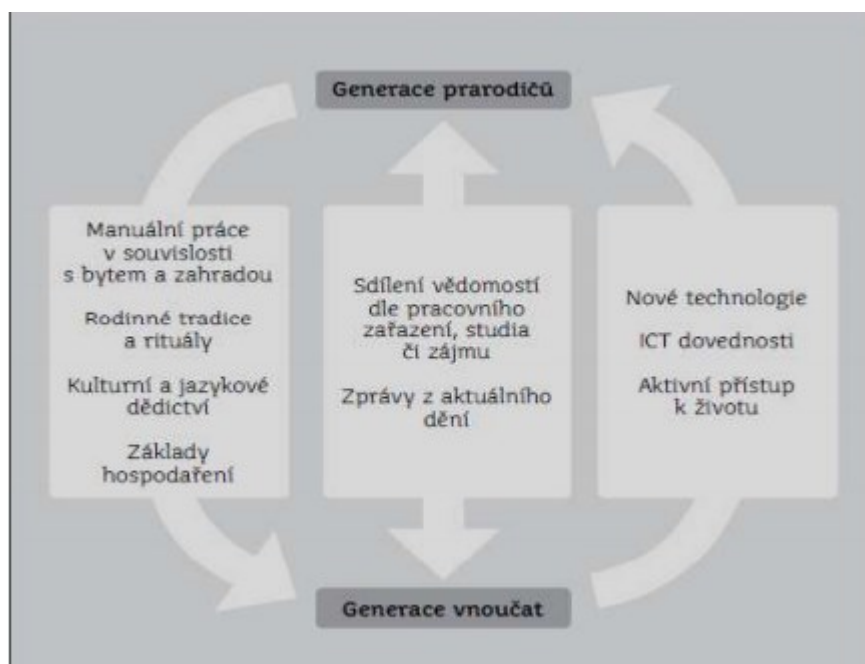 Generace prarodičů
Manuální práce
v souvislosti
s bytem a zahradou
Rodinné tradice
a rituály
Kulturní a jazykové
dědictví
Základy
hospodaření
Sdílení vědomostí
dle pracovního
zařazení, studia
či zájmu
Zprávy z aktuálního
dění
Nové technologie
ICT dovednosti
Aktivní přístup
k životu
Generace vnoučat